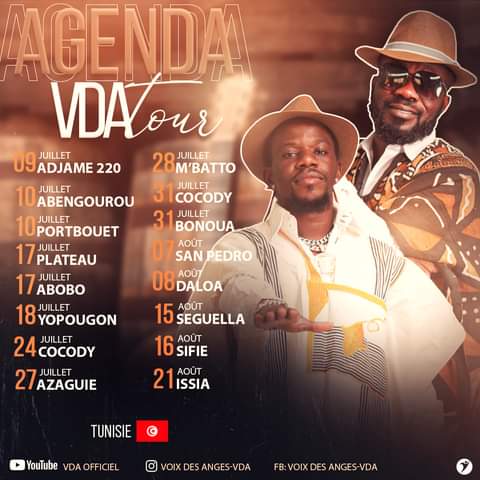 AGENDA
VDA tour
09 JUILLET ADJAME 220
10 JUILLET ABENGOUROU
10 JUILLET PORTBOUET
17 JUILLET PLATEAU
17 JUILLET ABOBO
18 JUILLET YOPOUGON
24 JUILLET COCODY
27 JUILLET AZAGUIE
28 JUILLET M'BATTO
31 JUILLET COCODY
31 JUILLET BONOUA
07 AOÛT SAN PEDRO
08 AOÛT DALOA
15 AOÛT SEGUELLA
16 AOÛT SIFIE
21 AOÛT ISSIA
TUNISIE
YouTube VDA OFFICIEL VOIX DES ANGES-VDA FB: VOIX DES ANGES-VDA